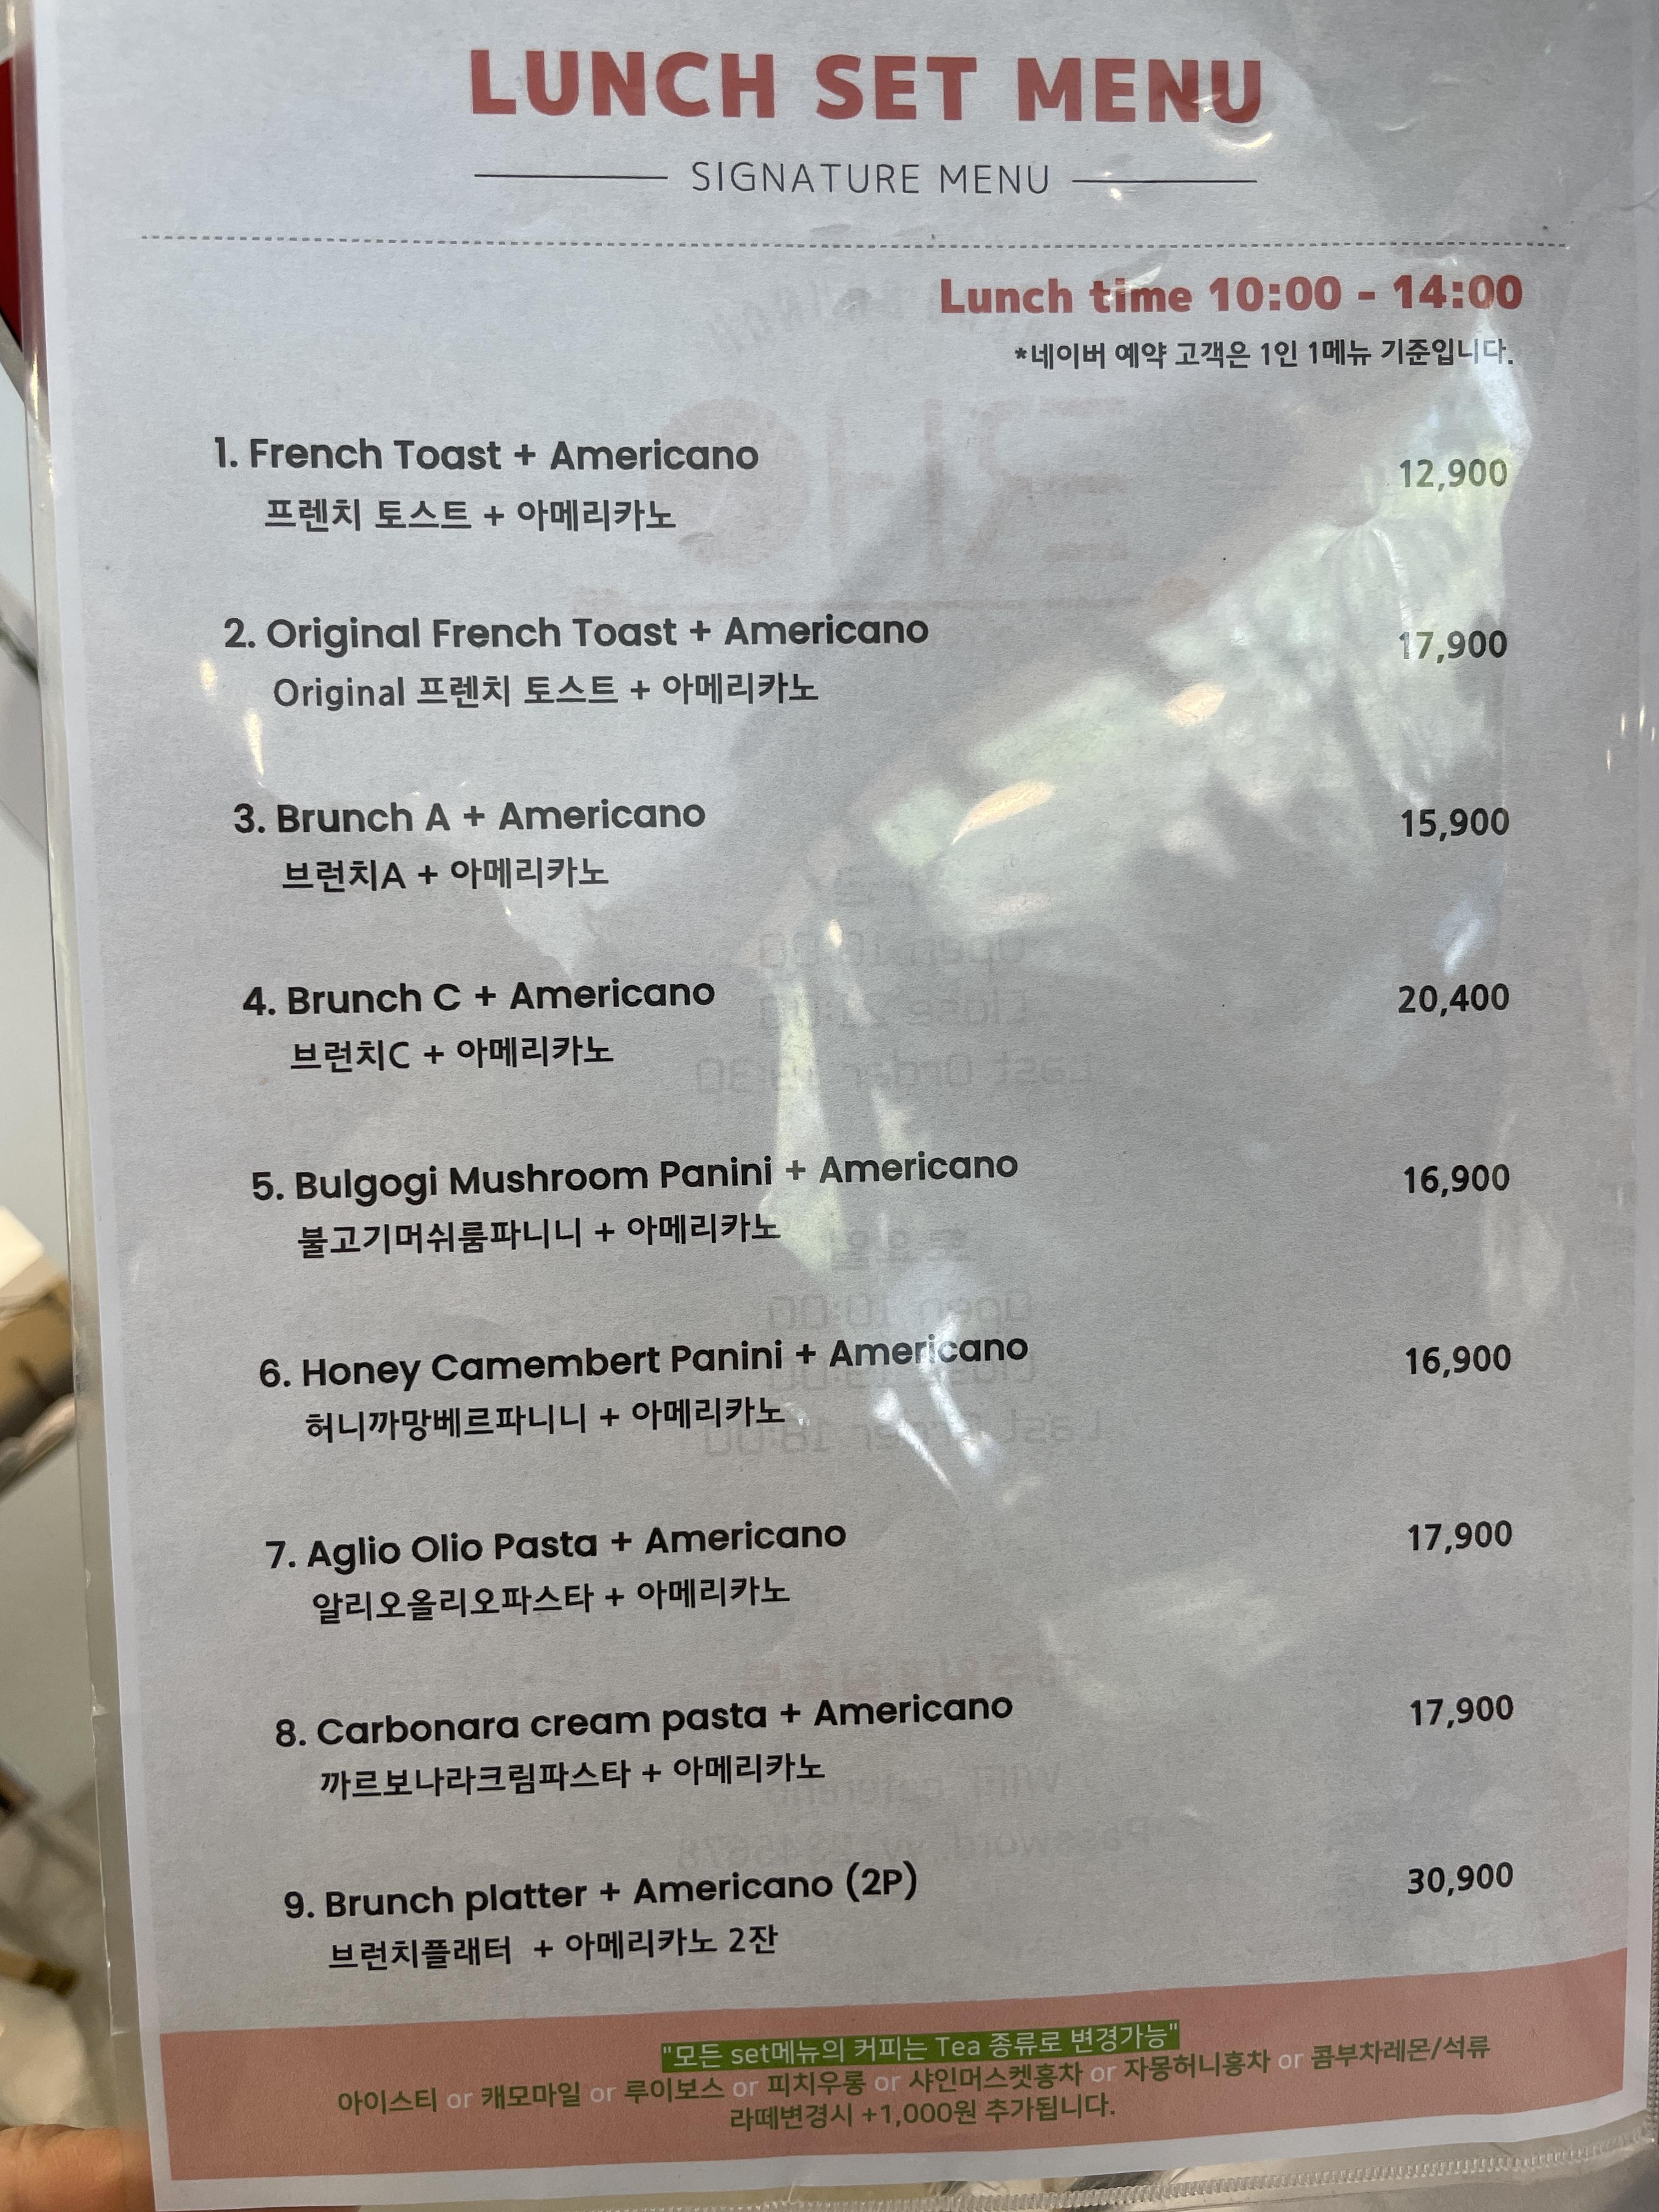 LUNCH SET MENU
SIGNATURE MENU
Lunch time 10:00 - 14:00
*네이버 예약 고객은 1인 1메뉴 기준입니다.
1. French Toast + Americano 12,900
프렌치 토스트 + 아메리카노
2. Original French Toast + Americano 17,900
Original 프렌치 토스트 + 아메리카노
3. Brunch A + Americano 15,900
브런치A + 아메리카노
4. Brunch C + Americano 20,400
브런치C + 아메리카노
5. Bulgogi Mushroom Panini + Americano 16,900
불고기머쉬룸파니니 + 아메리카노
6. Honey Camembert Panini + Americano 16,900
허니까망베르파니니 + 아메리카노
7. Aglio Olio Pasta + Americano 17,900
알리오올리오파스타 + 아메리카노
8. Carbonara cream pasta + Americano 17,900
까르보나라크림파스타 + 아메리카노
9. Brunch platter + Americano (2P) 30,900
브런치플래터 + 아메리카노 2잔
"모든 set메뉴의 커피는 Tea 종류로 변경가능"
아이스티 or 캐모마일 or 루이보스 or 피치우롱 or 샤인머스켓홍차 or 자몽허니홍차 or 콤부차레몬/석류
라떼변경시 +1,000원 추가됩니다.